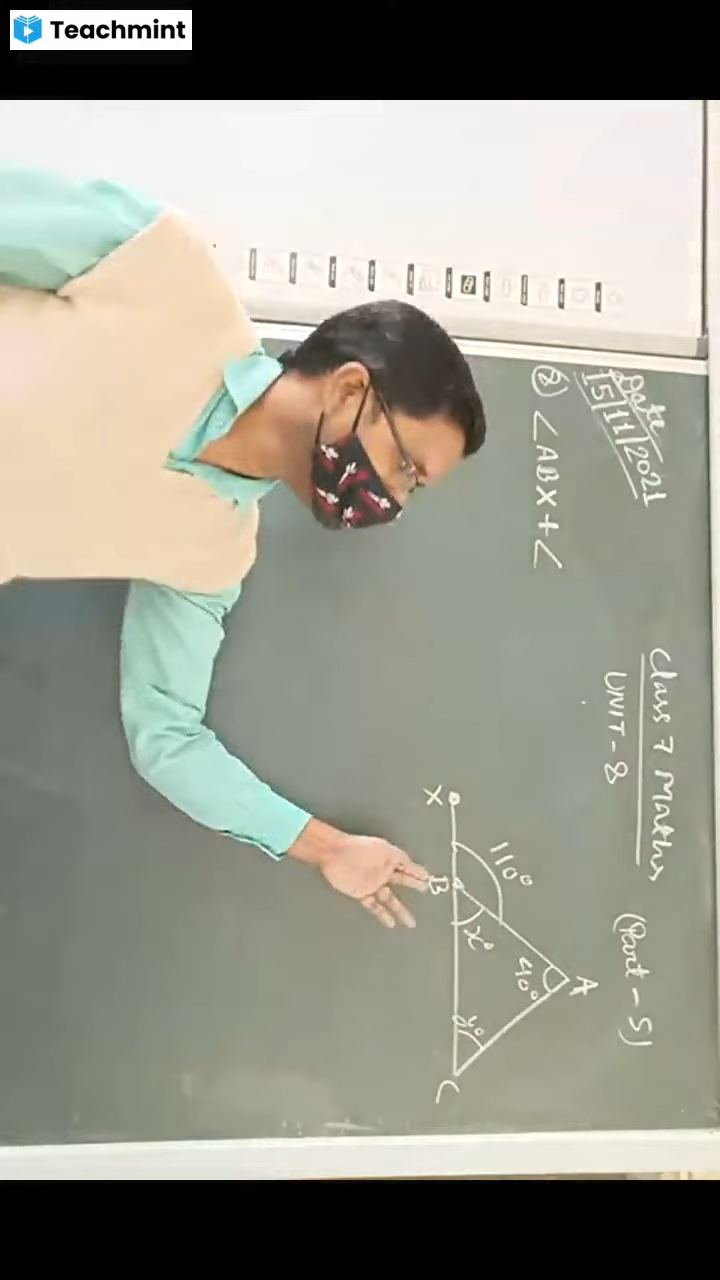 Teachmint
Date
15/11/2021
Class 7 Maths
UNIT-8
(Part-5)
② ∠ABX + ∠
A
40°
110°
x°
y°
X
B
C